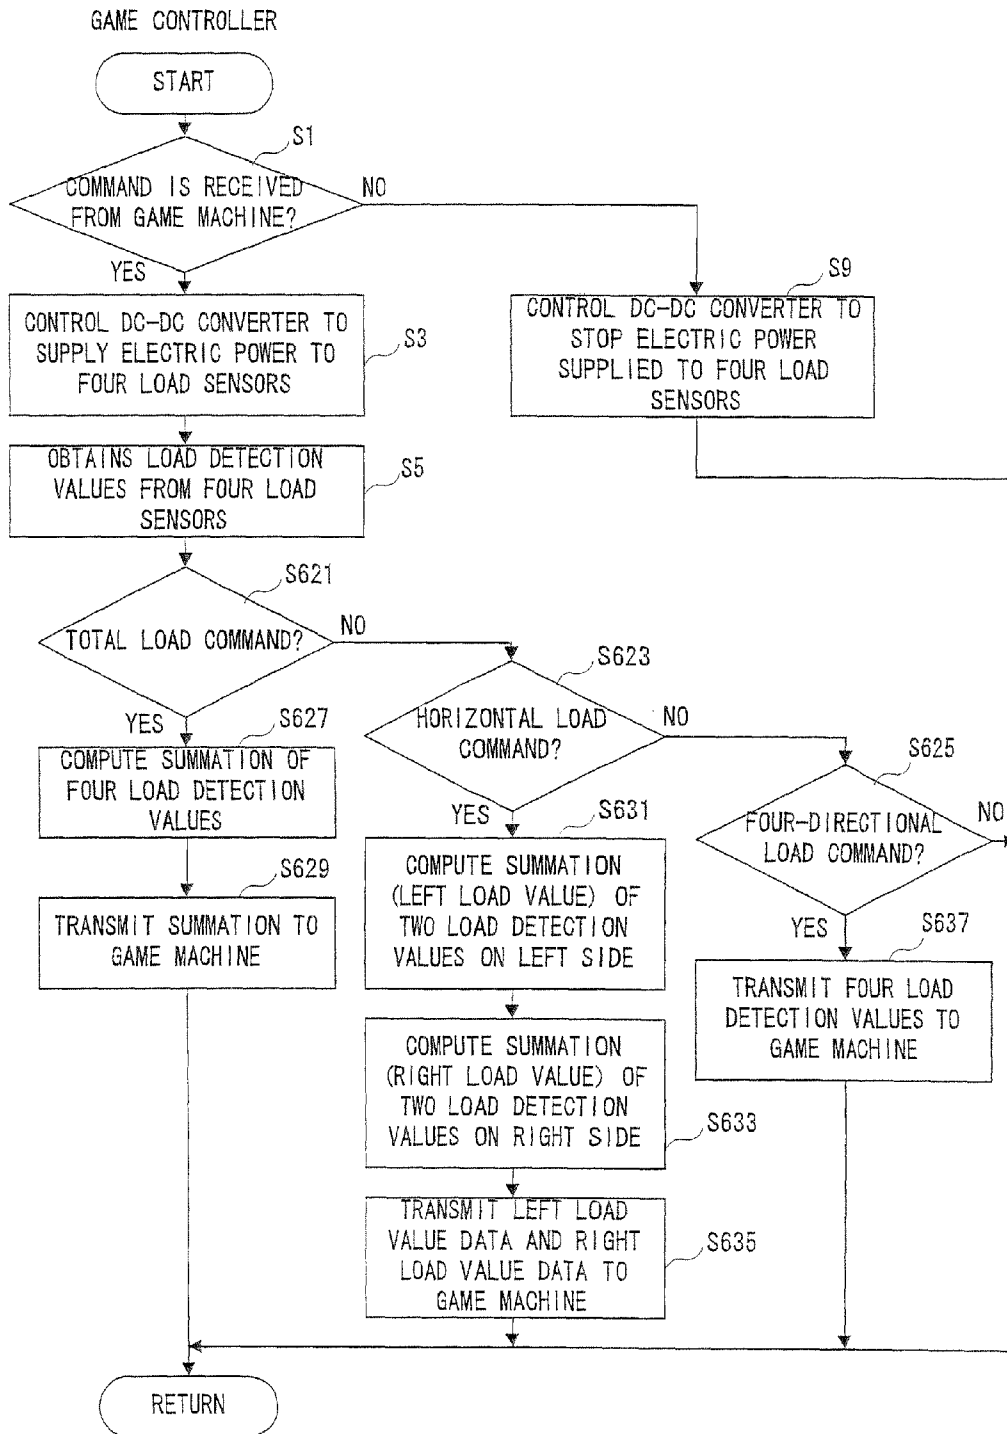 GAME CONTROLLER
START
S1
COMMAND IS RECEIVED
FROM GAME MACHINE?
NO
YES
S9
CONTROL DC-DC CONVERTER TO
STOP ELECTRIC POWER
SUPPLIED TO FOUR LOAD
SENSORS
CONTROL DC-DC CONVERTER TO
SUPPLY ELECTRIC POWER TO
FOUR LOAD SENSORS
S3
OBTAINS LOAD DETECTION
VALUES FROM FOUR LOAD
SENSORS
S5
S621
TOTAL LOAD COMMAND?
NO
YES
S623
HORIZONTAL LOAD
COMMAND?
NO
YES
S625
FOUR-DIRECTIONAL
LOAD COMMAND?
NO
YES
S627
COMPUTE SUMMATION OF
FOUR LOAD DETECTION
VALUES
S629
TRANSMIT SUMMATION TO
GAME MACHINE
S631
COMPUTE SUMMATION
(LEFT LOAD VALUE) OF
TWO LOAD DETECTION
VALUES ON LEFT SIDE
COMPUTE SUMMATION
(RIGHT LOAD VALUE) OF
TWO LOAD DETECTION
VALUES ON RIGHT SIDE
S633
TRANSMIT LEFT LOAD
VALUE DATA AND RIGHT
LOAD VALUE DATA TO
GAME MACHINE
S635
S637
TRANSMIT FOUR LOAD
DETECTION VALUES TO
GAME MACHINE
RETURN